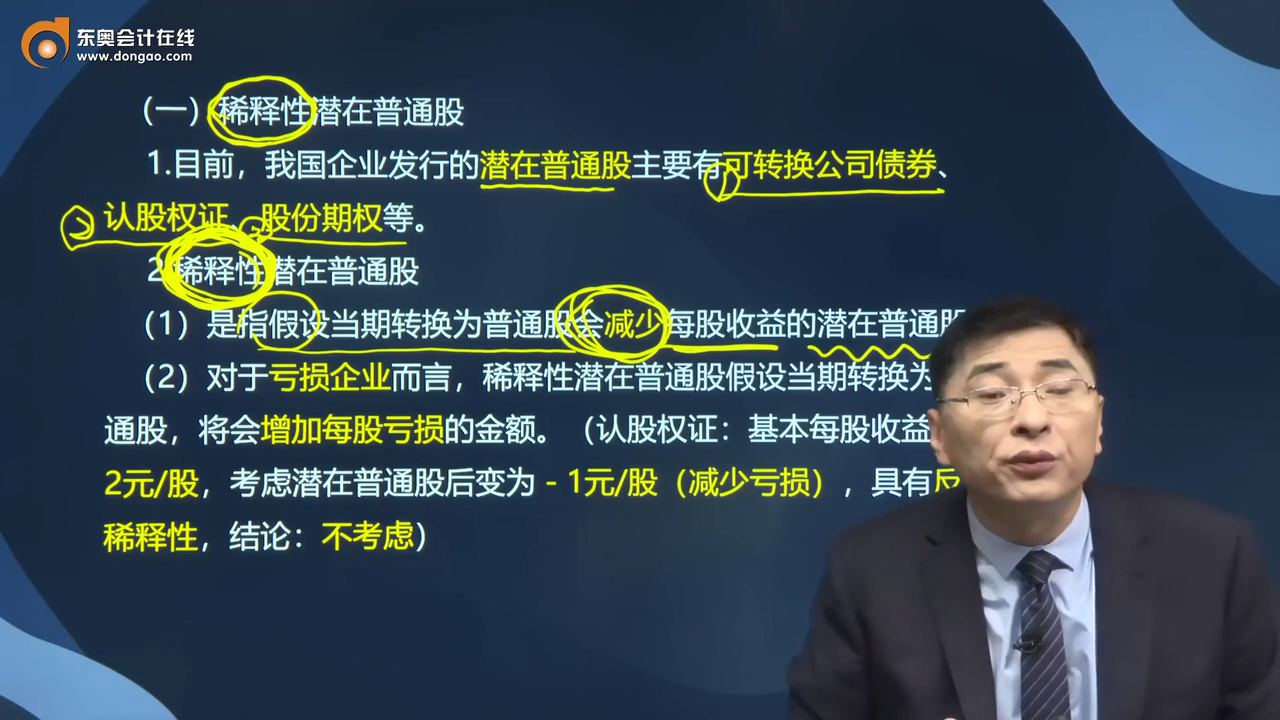 东奥会计在线
www.dongao.com
（一）稀释性潜在普通股
1.目前，我国企业发行的潜在普通股主要有可转换公司债券、
认股权证、股份期权等。
2.稀释性潜在普通股
（1）是指假设当期转换为普通股会减少每股收益的潜在普通股
（2）对于亏损企业而言，稀释性潜在普通股假设当期转换为
通股，将会增加每股亏损的金额。（认股权证：基本每股收益
2元/股，考虑潜在普通股后变为－1元/股（减少亏损），具有反
稀释性，结论：不考虑）